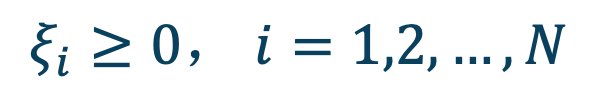 ξᵢ ≥ 0, i = 1,2, … , N